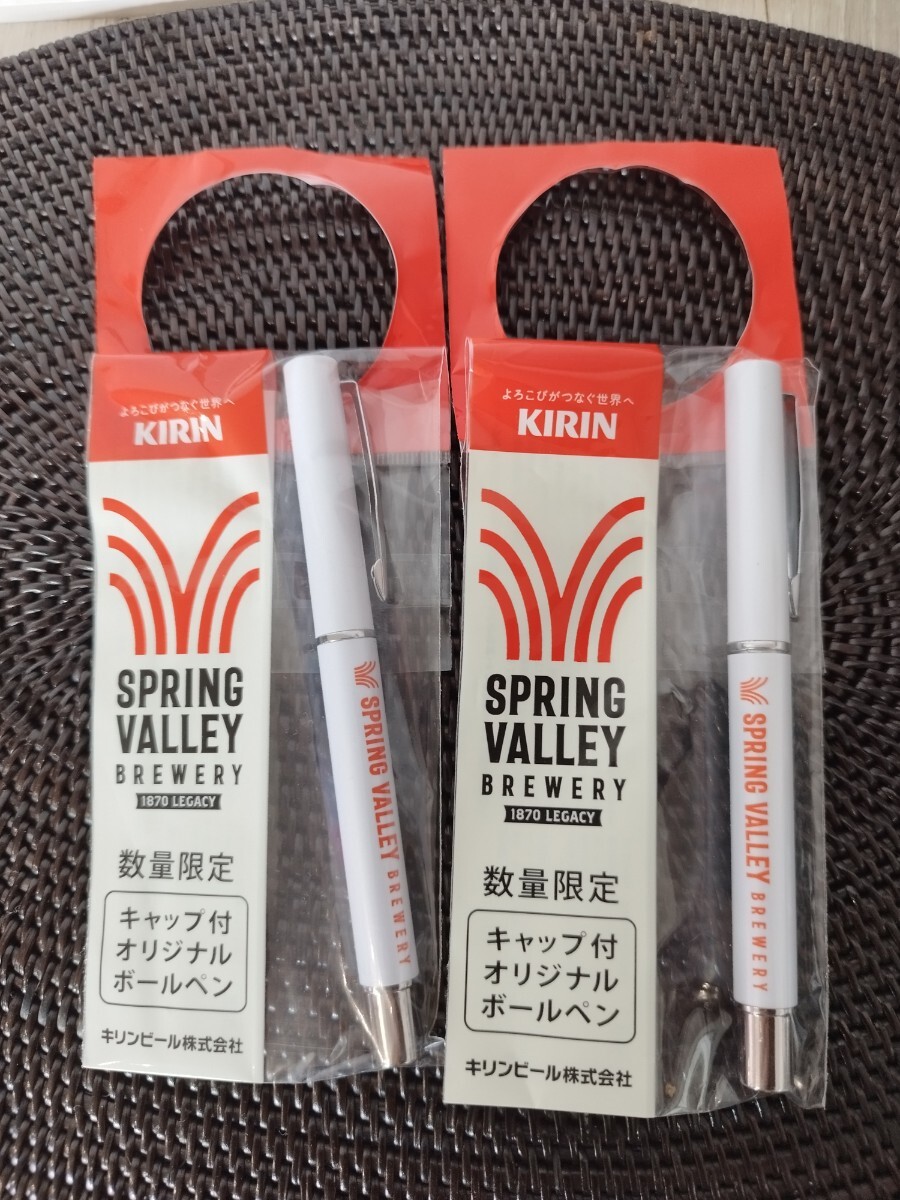 よろこびがつなぐ世界へ
KIRIN
SPRING
VALLEY
BREWERY
1870 LEGACY
数量限定
キャップ付
オリジナル
ボールペン
キリンビール株式会社
SPRING VALLEY BREWERY
よろこびがつなぐ世界へ
KIRIN
SPRING
VALLEY
BREWERY
1870 LEGACY
数量限定
キャップ付
オリジナル
ボールペン
キリンビール株式会社
SPRING VALLEY BREWERY